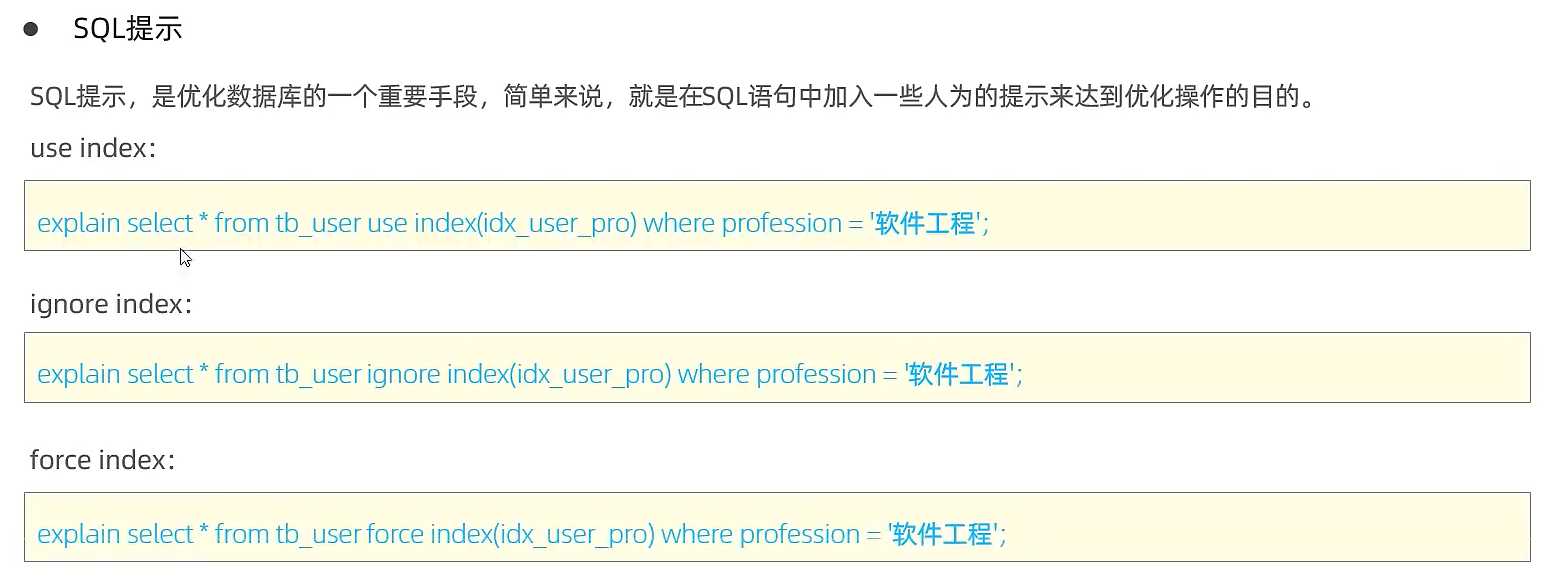 ● SQL提示
SQL提示，是优化数据库的一个重要手段，简单来说，就是在SQL语句中加入一些人为的提示来达到优化操作的目的。
use index：
explain select * from tb_user use index(idx_user_pro) where profession = '软件工程';
ignore index：
explain select * from tb_user ignore index(idx_user_pro) where profession = '软件工程';
force index：
explain select * from tb_user force index(idx_user_pro) where profession = '软件工程';